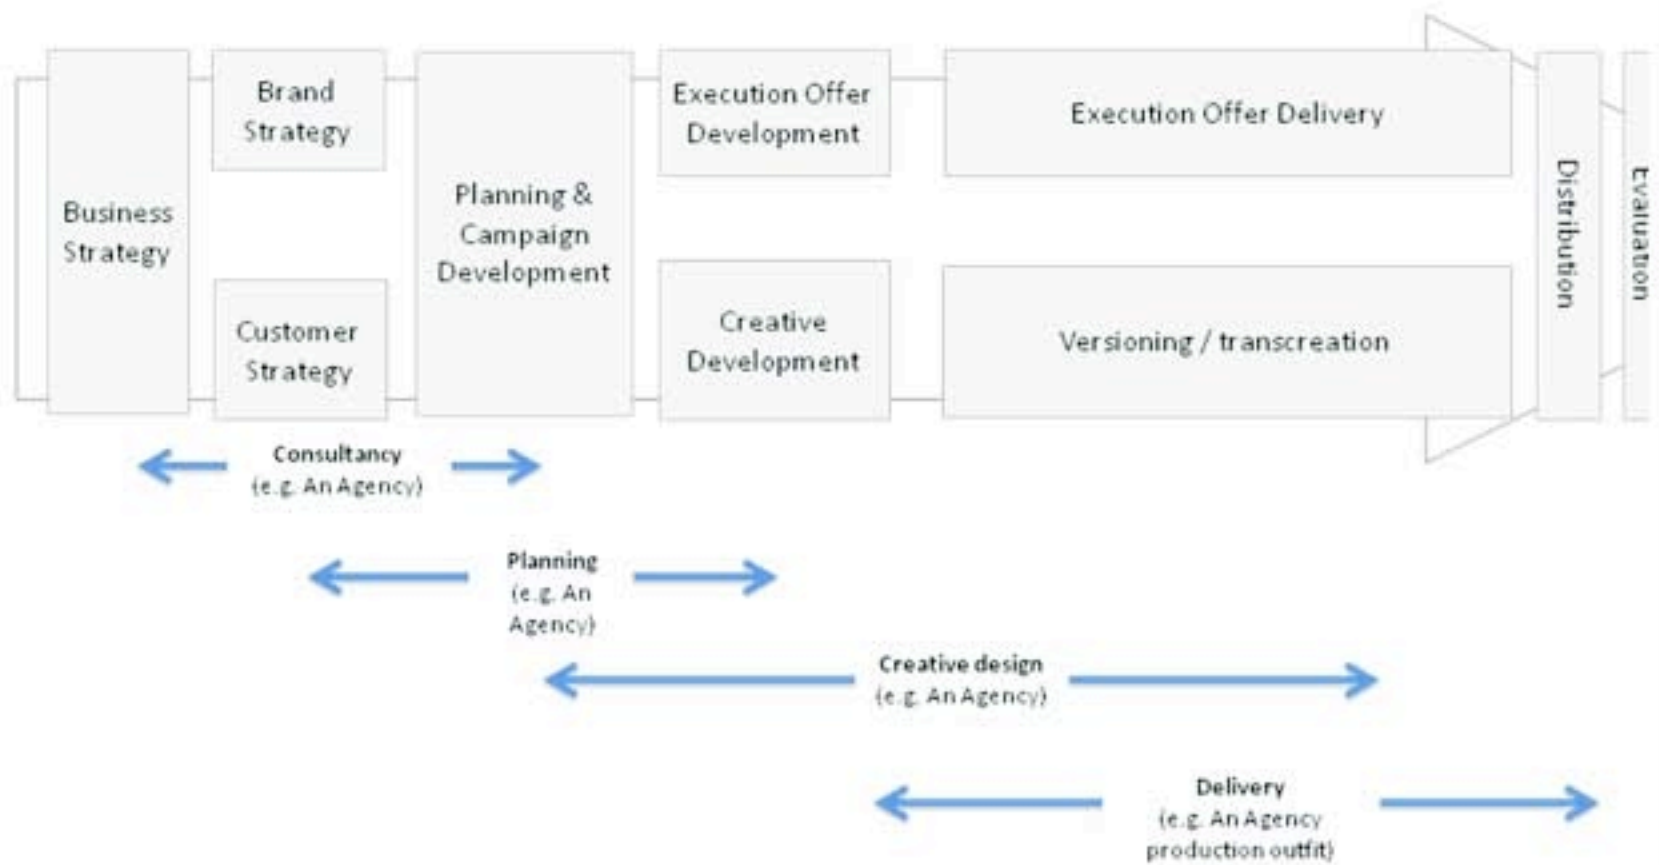 Business
Strategy
Brand
Strategy
Customer
Strategy
Planning &
Campaign
Development
Execution Offer
Development
Creative
Development
Execution Offer Delivery
Versioning / transcreation
Distribution
Evaluation
Consultancy
(e.g. An Agency)
Planning
(e.g. An
Agency)
Creative design
(e.g. An Agency)
Delivery
(e.g. An Agency
production outfit)